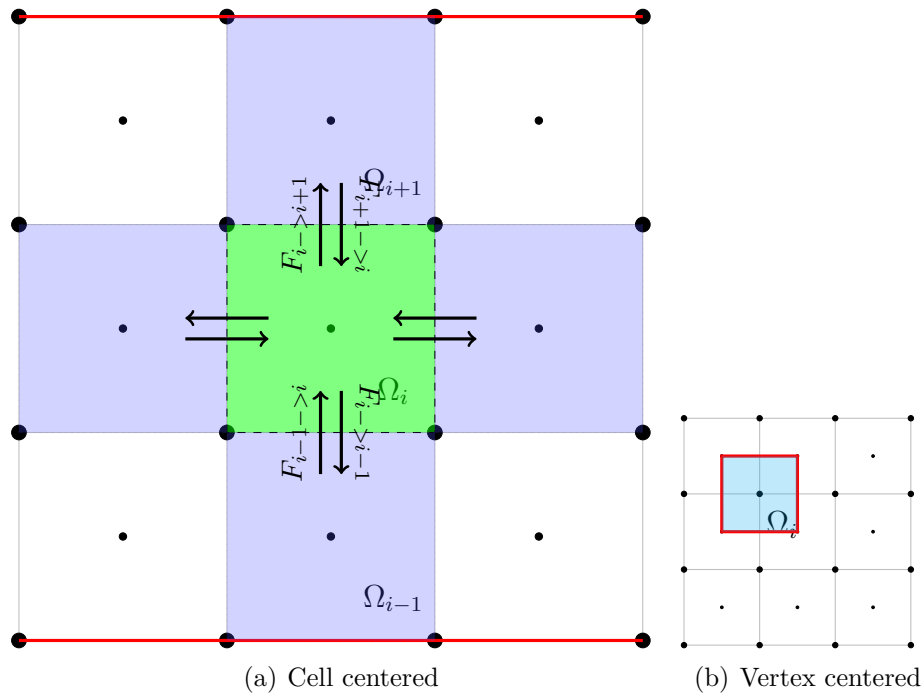 Ω_{i+1}
F_{i->i+1}
F_{i+1->i}
Ω_i
F_{i-1->i}
F_{i->i-1}
Ω_{i-1}
Ω_i
(a) Cell centered
(b) Vertex centered